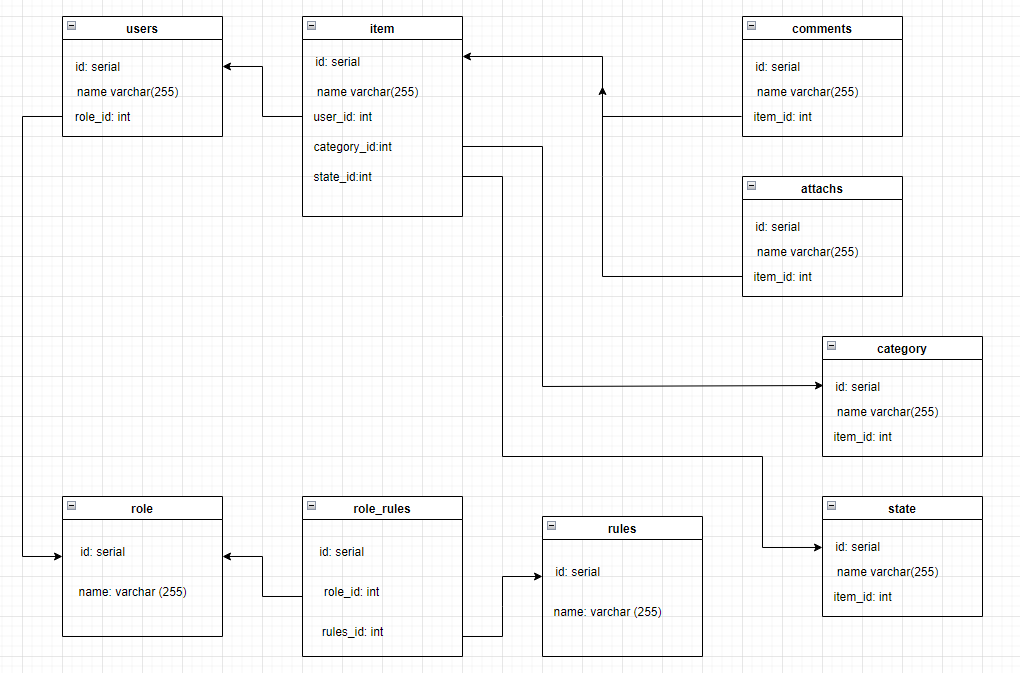 users
id: serial
name varchar(255)
role_id: int
item
id: serial
name varchar(255)
user_id: int
category_id:int
state_id:int
comments
id: serial
name varchar(255)
item_id: int
attachs
id: serial
name varchar(255)
item_id: int
category
id: serial
name varchar(255)
item_id: int
role
id: serial
name: varchar (255)
role_rules
id: serial
role_id: int
rules_id: int
rules
id: serial
name: varchar (255)
state
id: serial
name varchar(255)
item_id: int